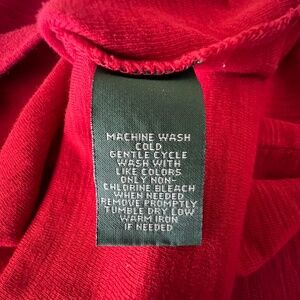 MACHINE WASH
COLD
GENTLE CYCLE
WASH WITH
LIKE COLORS
ONLY NON-
CHLORINE BLEACH
WHEN NEEDED
REMOVE PROMPTLY
TUMBLE DRY LOW
WARM IRON
IF NEEDED